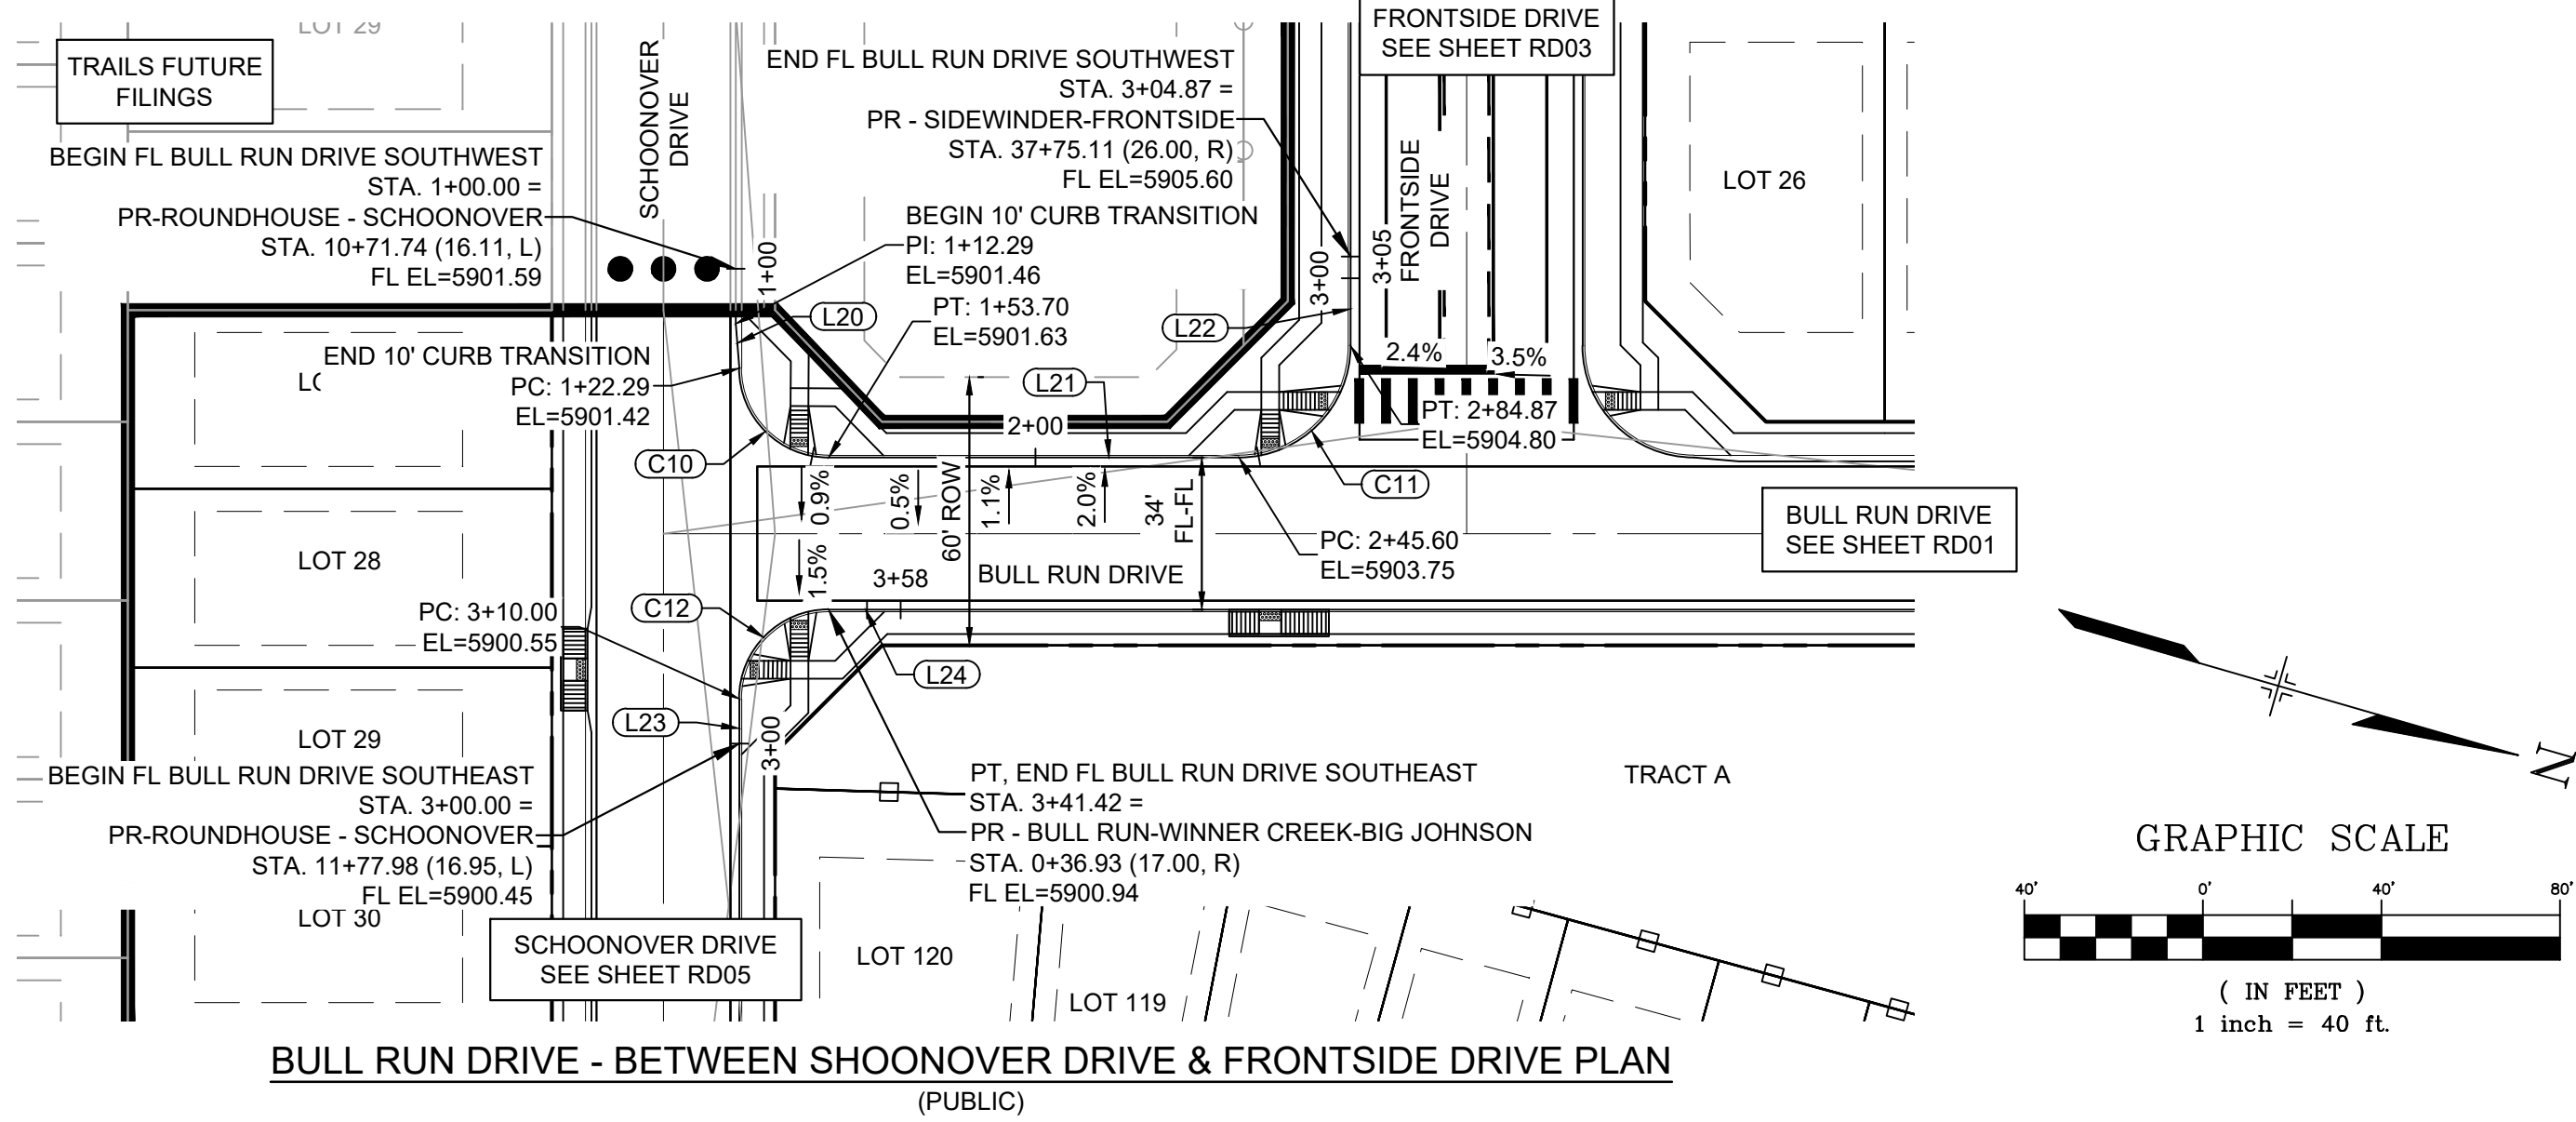 LOT 29
TRAILS FUTURE
FILINGS
SCHOONOVER
DRIVE
END FL BULL RUN DRIVE SOUTHWEST
STA. 3+04.87 =
PR - SIDEWINDER-FRONTSIDE
STA. 37+75.11 (26.00, R)
FL EL=5905.60
FRONTSIDE DRIVE
SEE SHEET RD03
BEGIN FL BULL RUN DRIVE SOUTHWEST
STA. 1+00.00 =
PR-ROUNDHOUSE - SCHOONOVER
STA. 10+71.74 (16.11, L)
FL EL=5901.59
1+00
BEGIN 10' CURB TRANSITION
PI: 1+12.29
EL=5901.46
PT: 1+53.70
EL=5901.63
L20
L22
3+00
3+05
FRONTSIDE
DRIVE
LOT 26
END 10' CURB TRANSITION
PC: 1+22.29
EL=5901.42
L21
2+00
2.4%
3.5%
PT: 2+84.87
EL=5904.80
C10
C11
0.9%
0.5%
60' ROW
1.1%
2.0%
34'
FL-FL
1.5%
3+58
BULL RUN DRIVE
PC: 2+45.60
EL=5903.75
BULL RUN DRIVE
SEE SHEET RD01
LOT 28
C12
PC: 3+10.00
EL=5900.55
L24
L23
3+00
LOT 29
BEGIN FL BULL RUN DRIVE SOUTHEAST
STA. 3+00.00 =
PR-ROUNDHOUSE - SCHOONOVER
STA. 11+77.98 (16.95, L)
FL EL=5900.45
LOT 30
PT, END FL BULL RUN DRIVE SOUTHEAST
STA. 3+41.42 =
PR - BULL RUN-WINNER CREEK-BIG JOHNSON
STA. 0+36.93 (17.00, R)
FL EL=5900.94
TRACT A
SCHOONOVER DRIVE
SEE SHEET RD05
LOT 120
LOT 119
N
GRAPHIC SCALE
40' 0' 40' 80'
( IN FEET )
1 inch = 40 ft.
BULL RUN DRIVE - BETWEEN SHOONOVER DRIVE & FRONTSIDE DRIVE PLAN
(PUBLIC)